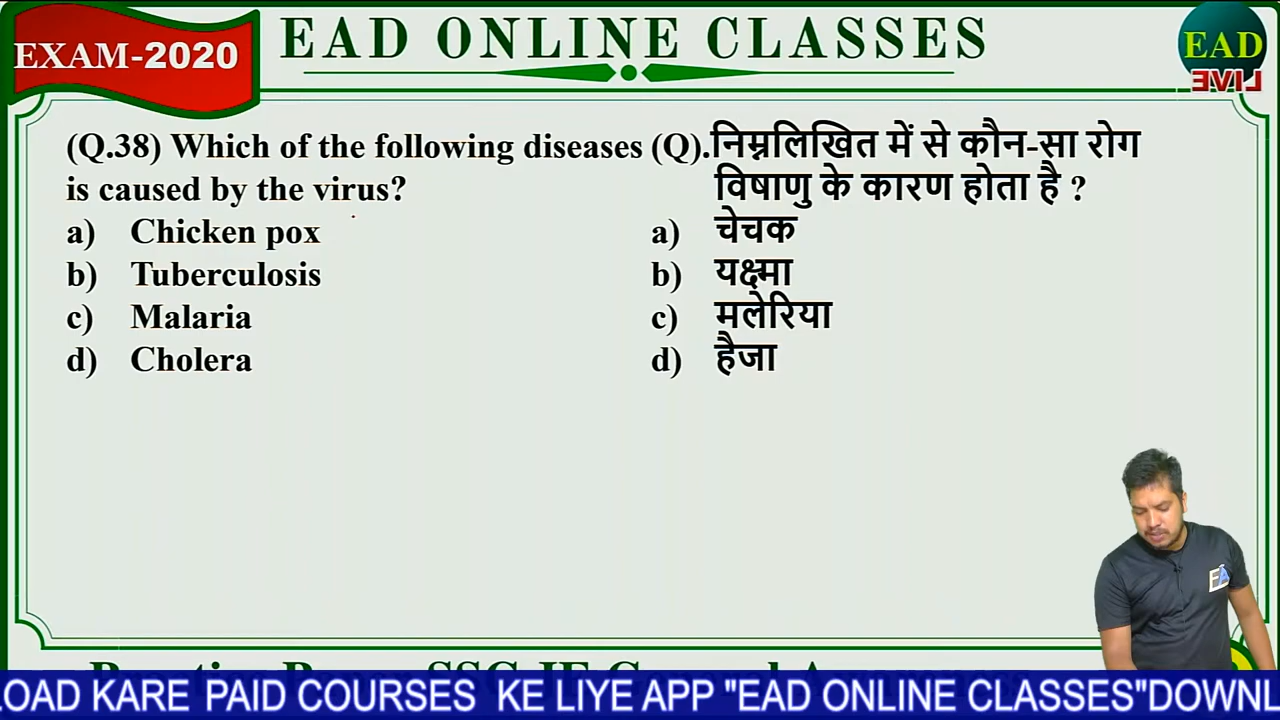 EXAM-2020
EAD ONLINE CLASSES
EAD
LIVE
(Q.38) Which of the following diseases
is caused by the virus?
a) Chicken pox
b) Tuberculosis
c) Malaria
d) Cholera
(Q).निम्नलिखित में से कौन-सा रोग
विषाणु के कारण होता है ?
a) चेचक
b) यक्ष्मा
c) मलेरिया
d) हैजा
LOAD KARE PAID COURSES KE LIYE APP "EAD ONLINE CLASSES"DOWNL